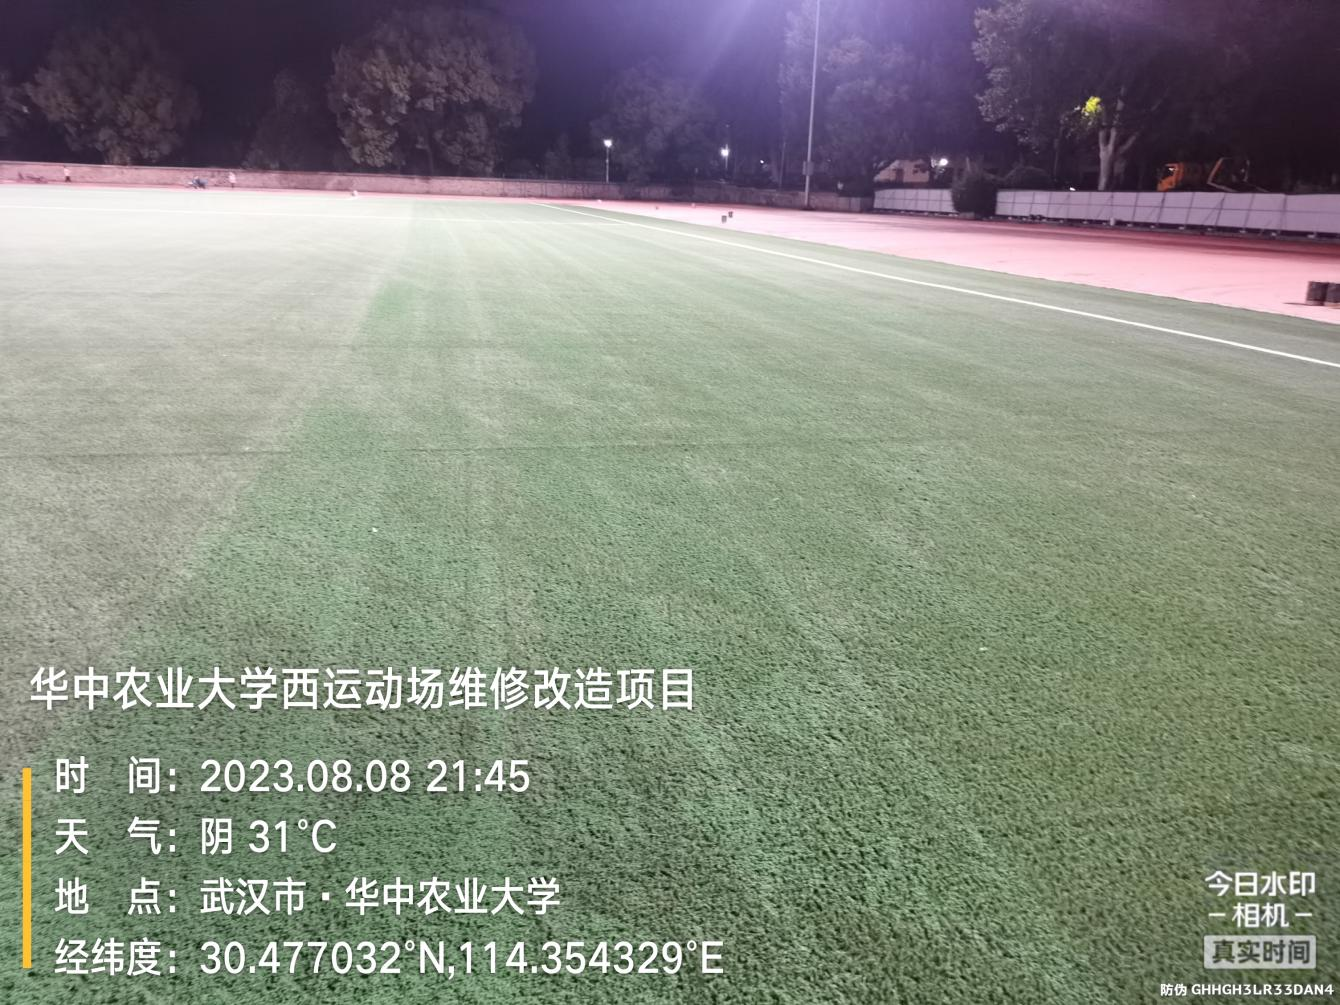 华中农业大学西运动场维修改造项目
时 间：2023.08.08 21:45
天 气：阴 31°C
地 点：武汉市·华中农业大学
经纬度：30.477032°N,114.354329°E
今日水印
相机
真实时间
防伪 GHHGH3LR33DAN4